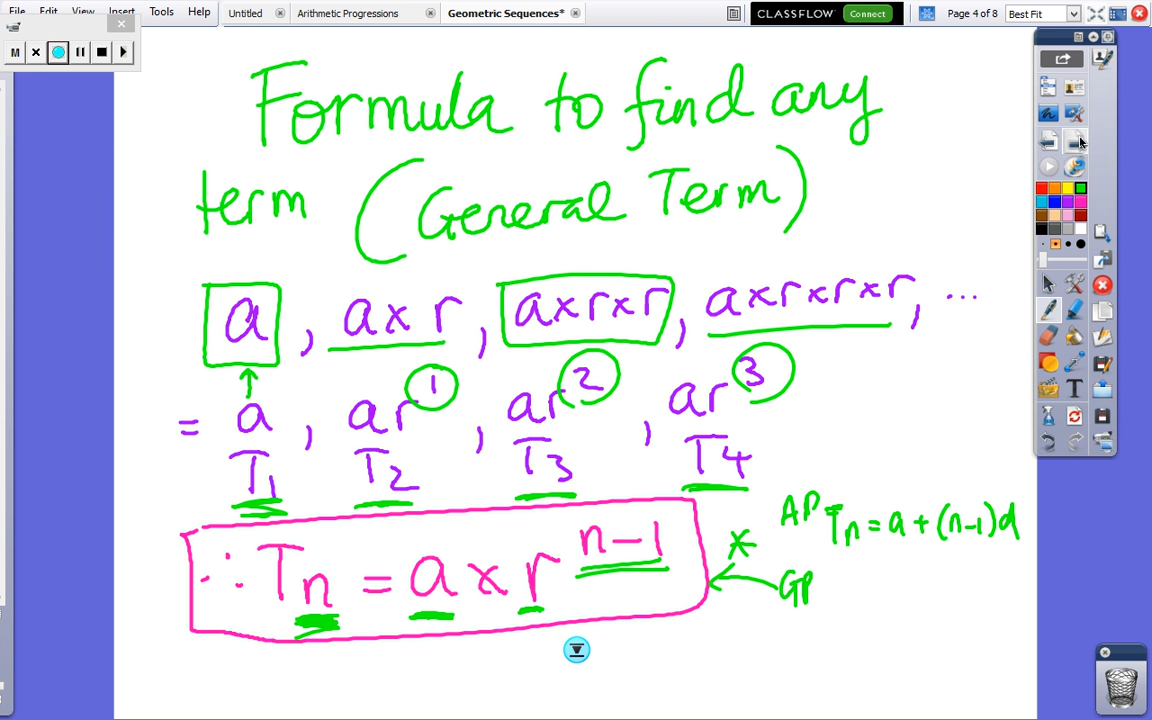 File Edit View Insert Tools Help
Untitled Arithmetic Progressions Geometric Sequences* CLASSFLOW Connect Page 4 of 8 Best Fit
M
Formula to find any
term (General Term)
a, a×r, a×r×r, a×r×r×r, ...
= a, ar¹, ar², ar³
T₁ T₂ T₃ T₄
AP Tn = a + (n-1)d
∴ Tn = a × r^(n-1) *
GP